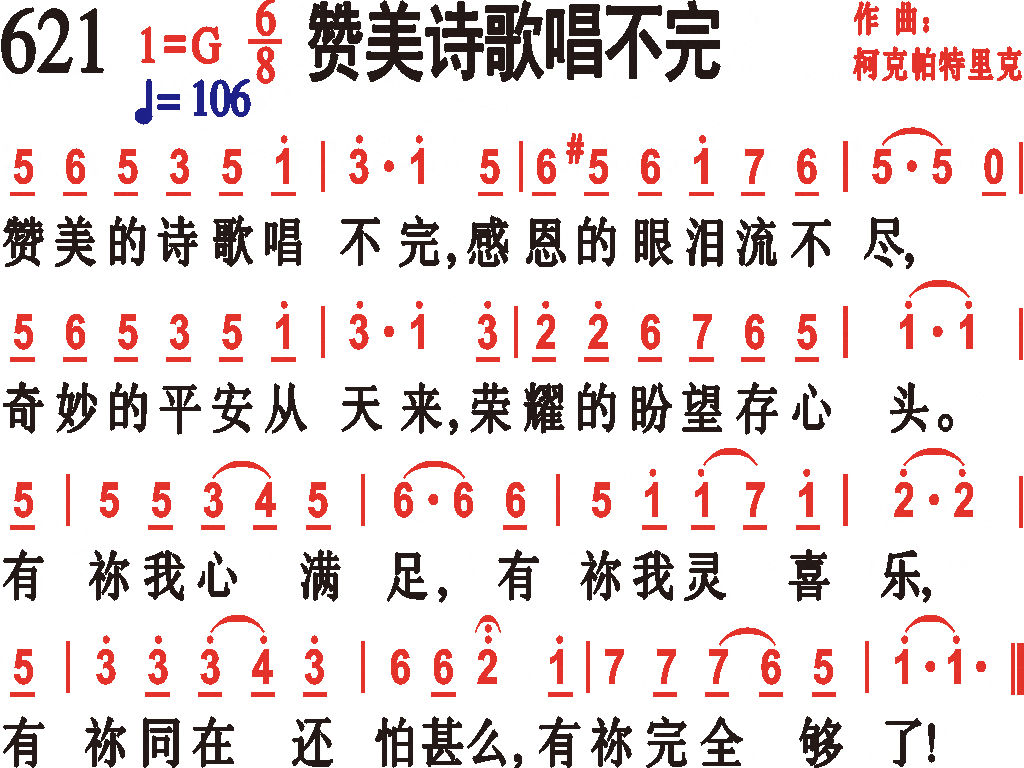 621 1=G 6/8 赞美诗歌唱不完 作曲:
♩= 106 柯克帕特里克
5 6 5 3 5 1̇ | 3̇ · 1̇ 5 | 6 #5 6 1̇ 7 6 | 5 · 5 0 |
赞美的诗歌唱 不完,感恩的眼泪流不 尽,
5 6 5 3 5 1̇ | 3̇ · 1̇ 3̇ | 2̇ 2̇ 6 7 6 5 | 1̇ · 1̇ |
奇妙的平安从 天来,荣耀的盼望存心 头。
5 | 5 5 3 4 5 | 6 · 6 6 | 5 1̇ 1̇ 7 1̇ | 2̇ · 2̇ |
有 祢我心 满 足, 有 祢我灵 喜 乐,
5 | 3̇ 3̇ 3̇ 4̇ 3̇ | 6 6 2̇ 1̇ | 7 7 7 6 5 | 1̇ · 1̇ · ‖
有 祢同在 还 怕甚么,有祢完全 够 了!